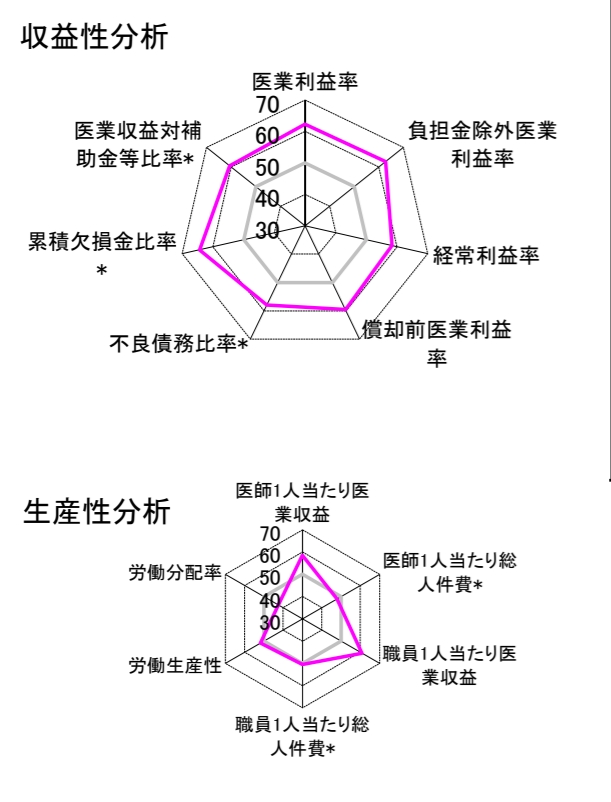 収益性分析
医業利益率
70
60
50
40
30
負担金除外医業
利益率
経常利益率
償却前医業利益
率
不良債務比率*
累積欠損金比率
*
医業収益対補
助金等比率*
生産性分析
医師1人当たり医
業収益
70
60
50
40
30
医師1人当たり総
人件費*
職員1人当たり医
業収益
職員1人当たり総
人件費*
労働生産性
労働分配率